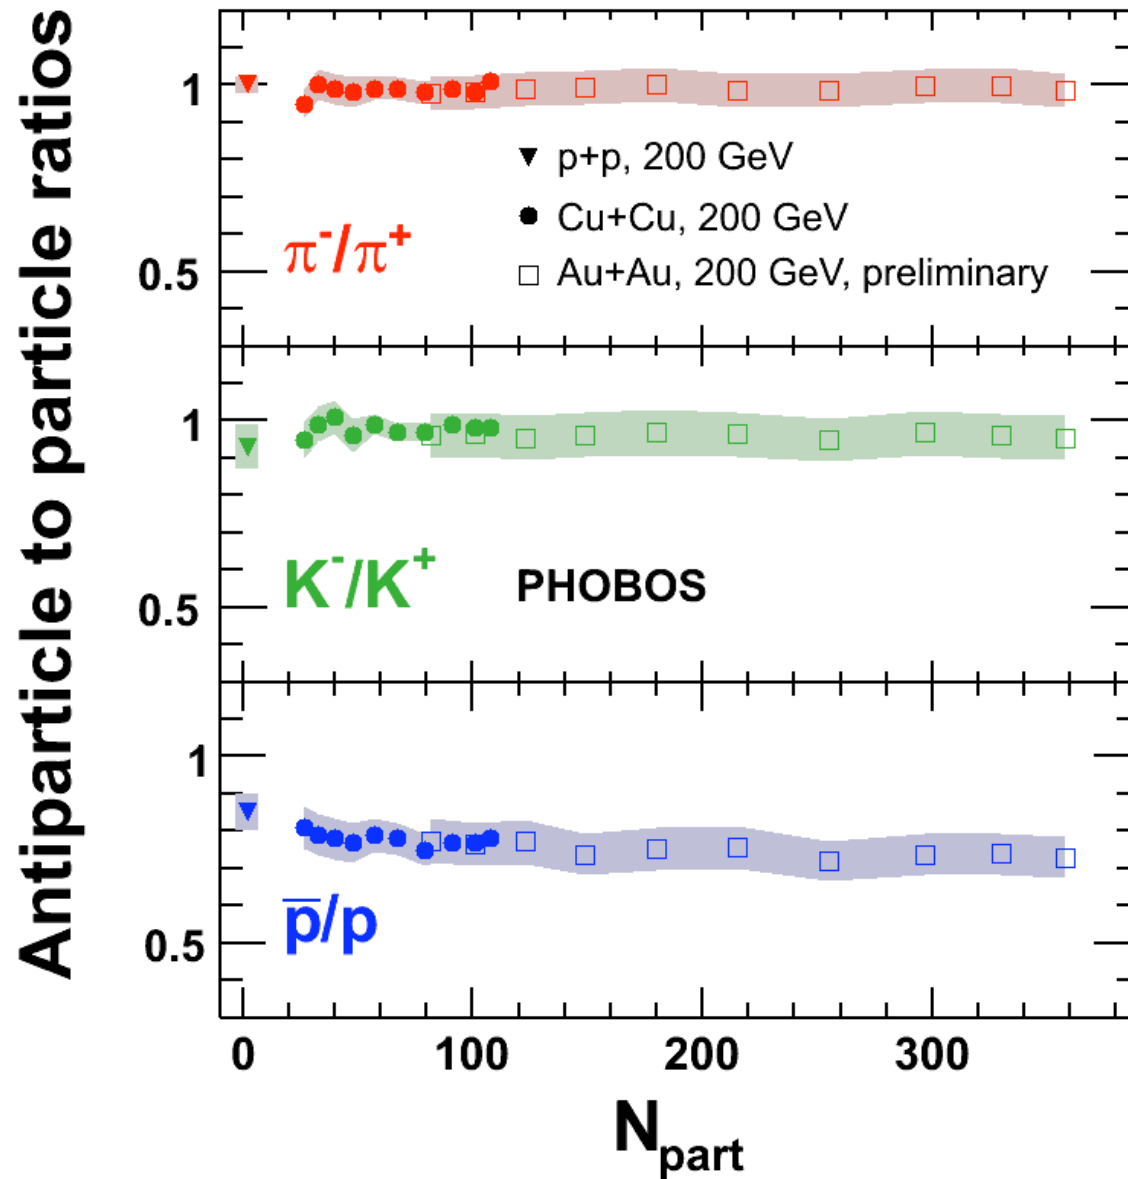 Antiparticle to particle ratios
1
p+p, 200 GeV
Cu+Cu, 200 GeV
Au+Au, 200 GeV, preliminary
π⁻/π⁺
0.5
1
K⁻/K⁺
PHOBOS
0.5
1
p̅/p
0.5
0 100 200 300
N_part